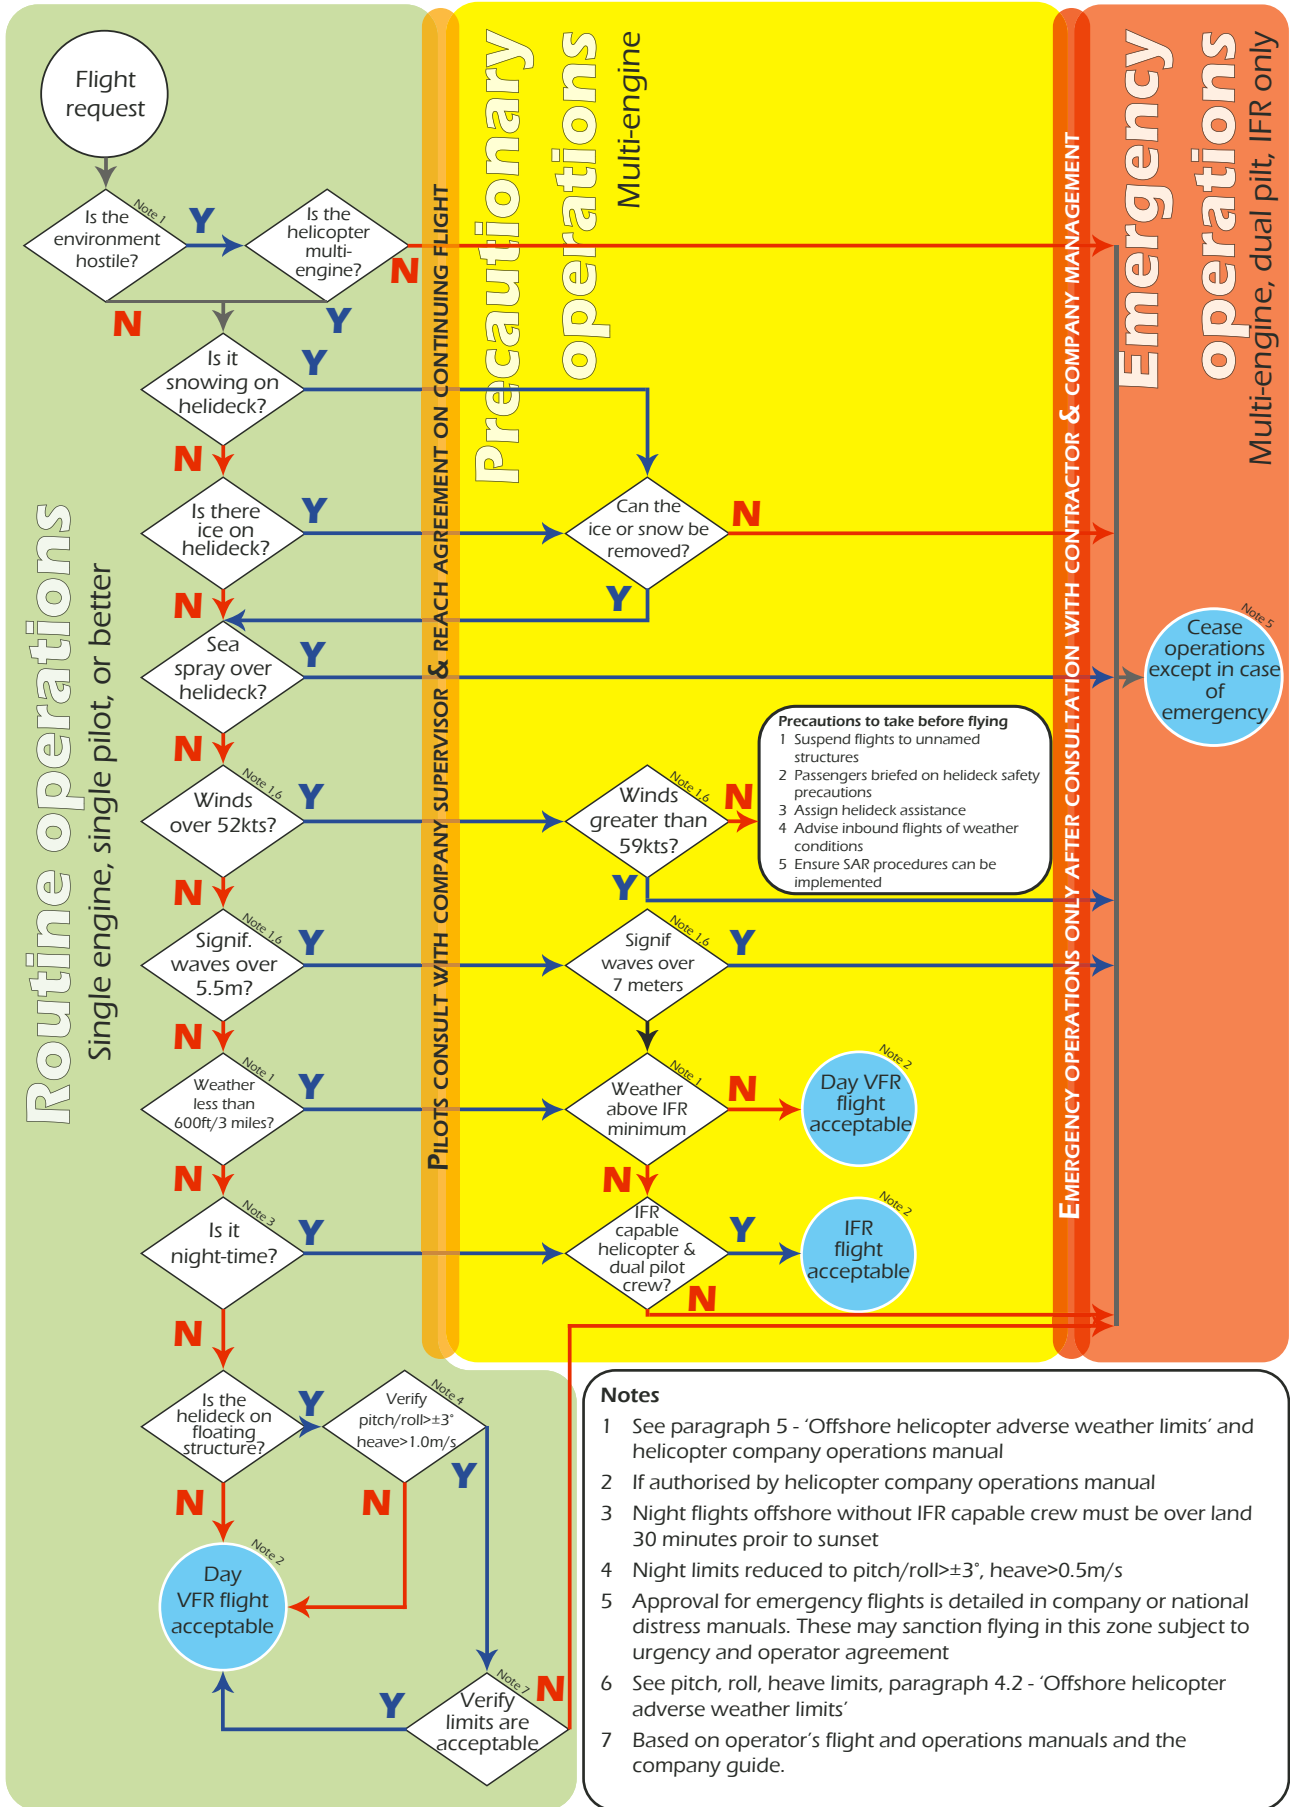 Flight
request
Note 1
Is the
environment
hostile?
Y
N
Is the
helicopter
multi-
engine?
N
Y
Is it
snowing on
helideck?
Y
N
Is there
ice on
helideck?
Y
N
Sea
spray over
helideck?
Y
N
Note 1,6
Winds
over 52kts?
Y
N
Note 1,6
Signif.
waves over
5.5m?
Y
N
Note 1
Weather
less than
600ft/3 miles?
Y
N
Note 3
Is it
night-time?
Y
N
Is the
helideck on
floating
structure?
Y
N
Note 4
Verify
pitch/roll>±3°
heave>1.0m/s
Y
N
Note 2
Day
VFR flight
acceptable
Note 7
Verify
limits are
acceptable
Y
N
Routine operations
Single engine, single pilot, or better
PILOTS CONSULT WITH COMPANY SUPERVISOR & REACH AGREEMENT ON CONTINUING FLIGHT
Precautionary
operations
Multi-engine
Can the
ice or snow be
removed?
N
Y
Note 1,6
Winds
greater than
59kts?
N
Y
Precautions to take before flying
1 Suspend flights to unnamed
structures
2 Passengers briefed on helideck safety
precautions
3 Assign helideck assistance
4 Advise inbound flights of weather
conditions
5 Ensure SAR procedures can be
implemented
Note 1,6
Signif
waves over
7 meters
Y
Note 1
Weather
above IFR
minimum
N
N
Note 2
Day VFR
flight
acceptable
IFR
capable
helicopter &
dual pilot
crew?
Y
N
Note 2
IFR
flight
acceptable
EMERGENCY OPERATIONS ONLY AFTER CONSULTATION WITH CONTRACTOR & COMPANY MANAGEMENT
Emergency
operations
Multi-engine, dual pilt, IFR only
Note 5
Cease
operations
except in case
of
emergency
Notes
1 See paragraph 5 - ‘Offshore helicopter adverse weather limits’ and
helicopter company operations manual
2 If authorised by helicopter company operations manual
3 Night flights offshore without IFR capable crew must be over land
30 minutes proir to sunset
4 Night limits reduced to pitch/roll>±3°, heave>0.5m/s
5 Approval for emergency flights is detailed in company or national
distress manuals. These may sanction flying in this zone subject to
urgency and operator agreement
6 See pitch, roll, heave limits, paragraph 4.2 - ‘Offshore helicopter
adverse weather limits’
7 Based on operator’s flight and operations manuals and the
company guide.